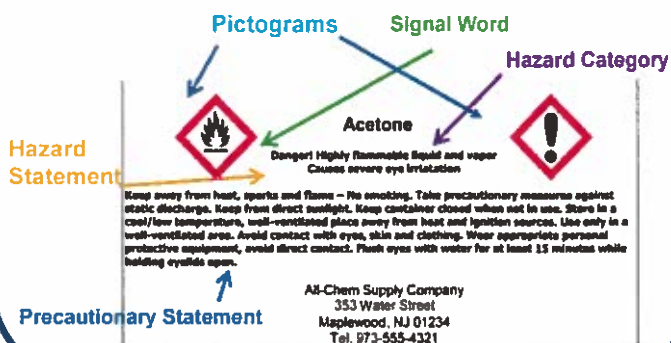 Pictograms
Signal Word
Hazard Category
Hazard
Statement
Acetone
Danger! Highly flammable liquid and vapor
Causes severe eye irritation
Keep away from heat, sparks and flame – No smoking. Take precautionary measures against
static discharge. Keep from direct sunlight. Keep container closed when not in use. Store in a
cool/low temperature, well-ventilated place away from heat and ignition sources. Use only in a
well-ventilated area. Avoid contact with eyes, skin and clothing. Wear appropriate personal
protective equipment, avoid direct contact. Flush eyes with water for at least 15 minutes while
holding eyelids open.
Precautionary Statement
All-Chem Supply Company
353 Water Street
Maplewood, NJ 01234
Tel. 973-555-4321